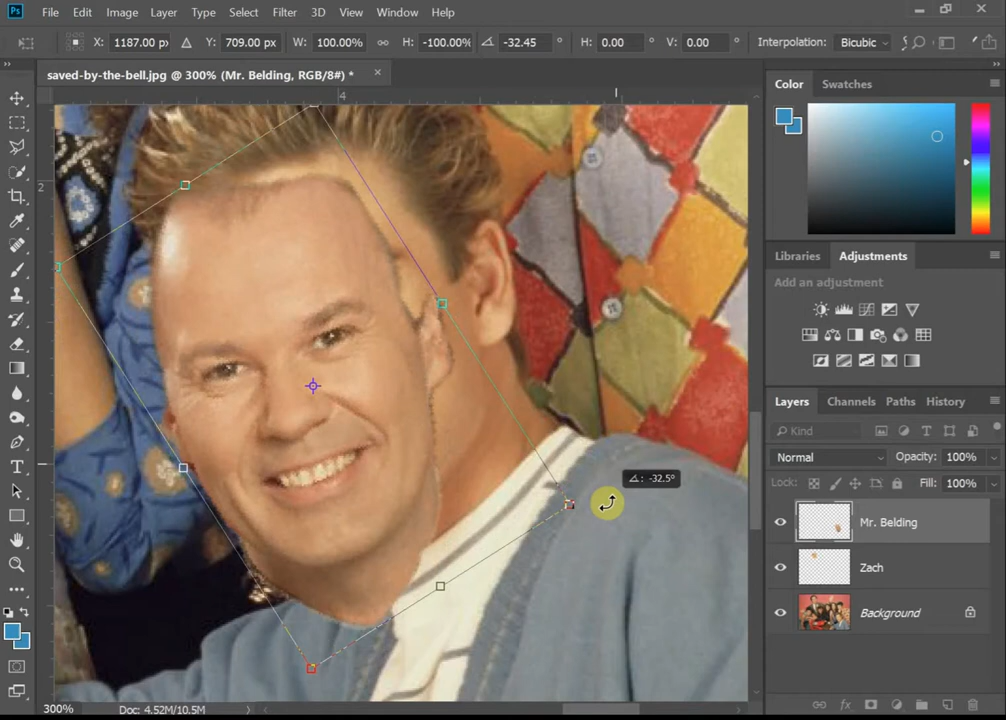 Ps File Edit Image Layer Type Select Filter 3D View Window Help
X: 1187.00 px Y: 709.00 px W: 100.00% H: -100.00% -32.45 ° H: 0.00 ° V: 0.00 ° Interpolation: Bicubic
saved-by-the-bell.jpg @ 300% (Mr. Belding, RGB/8#) *
4
2
Color Swatches
Libraries Adjustments
Add an adjustment
Layers Channels Paths History
Kind
Normal Opacity: 100%
Lock: Fill: 100%
-32.5°
Mr. Belding
Zach
Background
300% Doc: 4.52M/10.5M